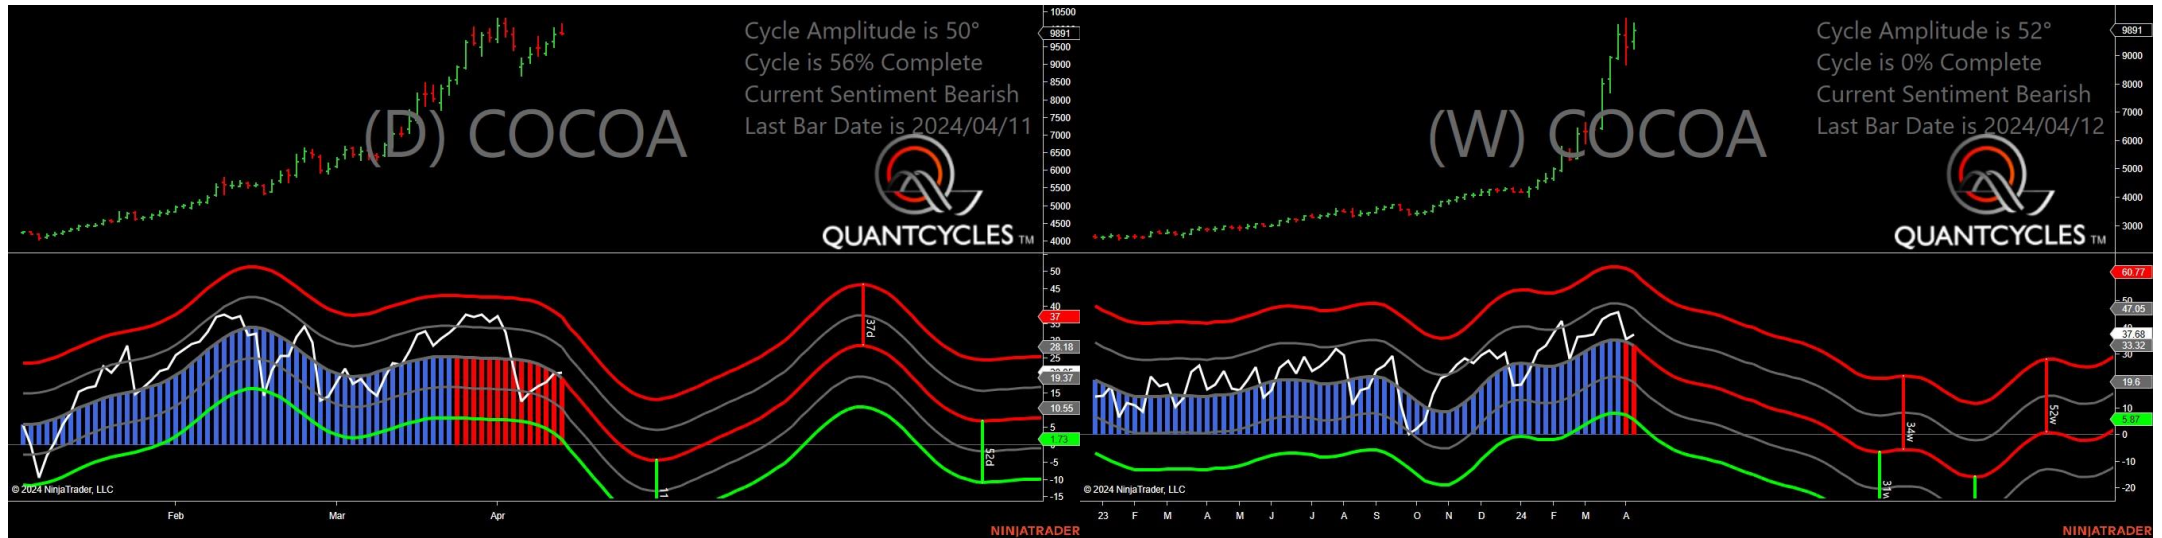 Cycle Amplitude is 50°
Cycle is 56% Complete
Current Sentiment Bearish
Last Bar Date is 2024/04/11
(D) COCOA
QUANTCYCLES TM
10500
9891
9500
9000
8500
8000
7500
7000
6500
6000
5500
5000
4500
4000
50
45
40
37
35
28.18
25
19.37
15
10.55
5
1.73
-5
-10
-15
37d
52d
11
© 2024 NinjaTrader, LLC
Feb Mar Apr
NINJATRADER
Cycle Amplitude is 52°
Cycle is 0% Complete
Current Sentiment Bearish
Last Bar Date is 2024/04/12
(W) COCOA
QUANTCYCLES TM
9891
9000
8000
7000
6000
5000
4000
3000
60.77
50
47.05
37.68
33.32
30
19.6
10
5.87
0
-10
-20
34w
52w
31w
© 2024 NinjaTrader, LLC
23 F M A M J J A S O N D 24 F M A
NINJATRADER